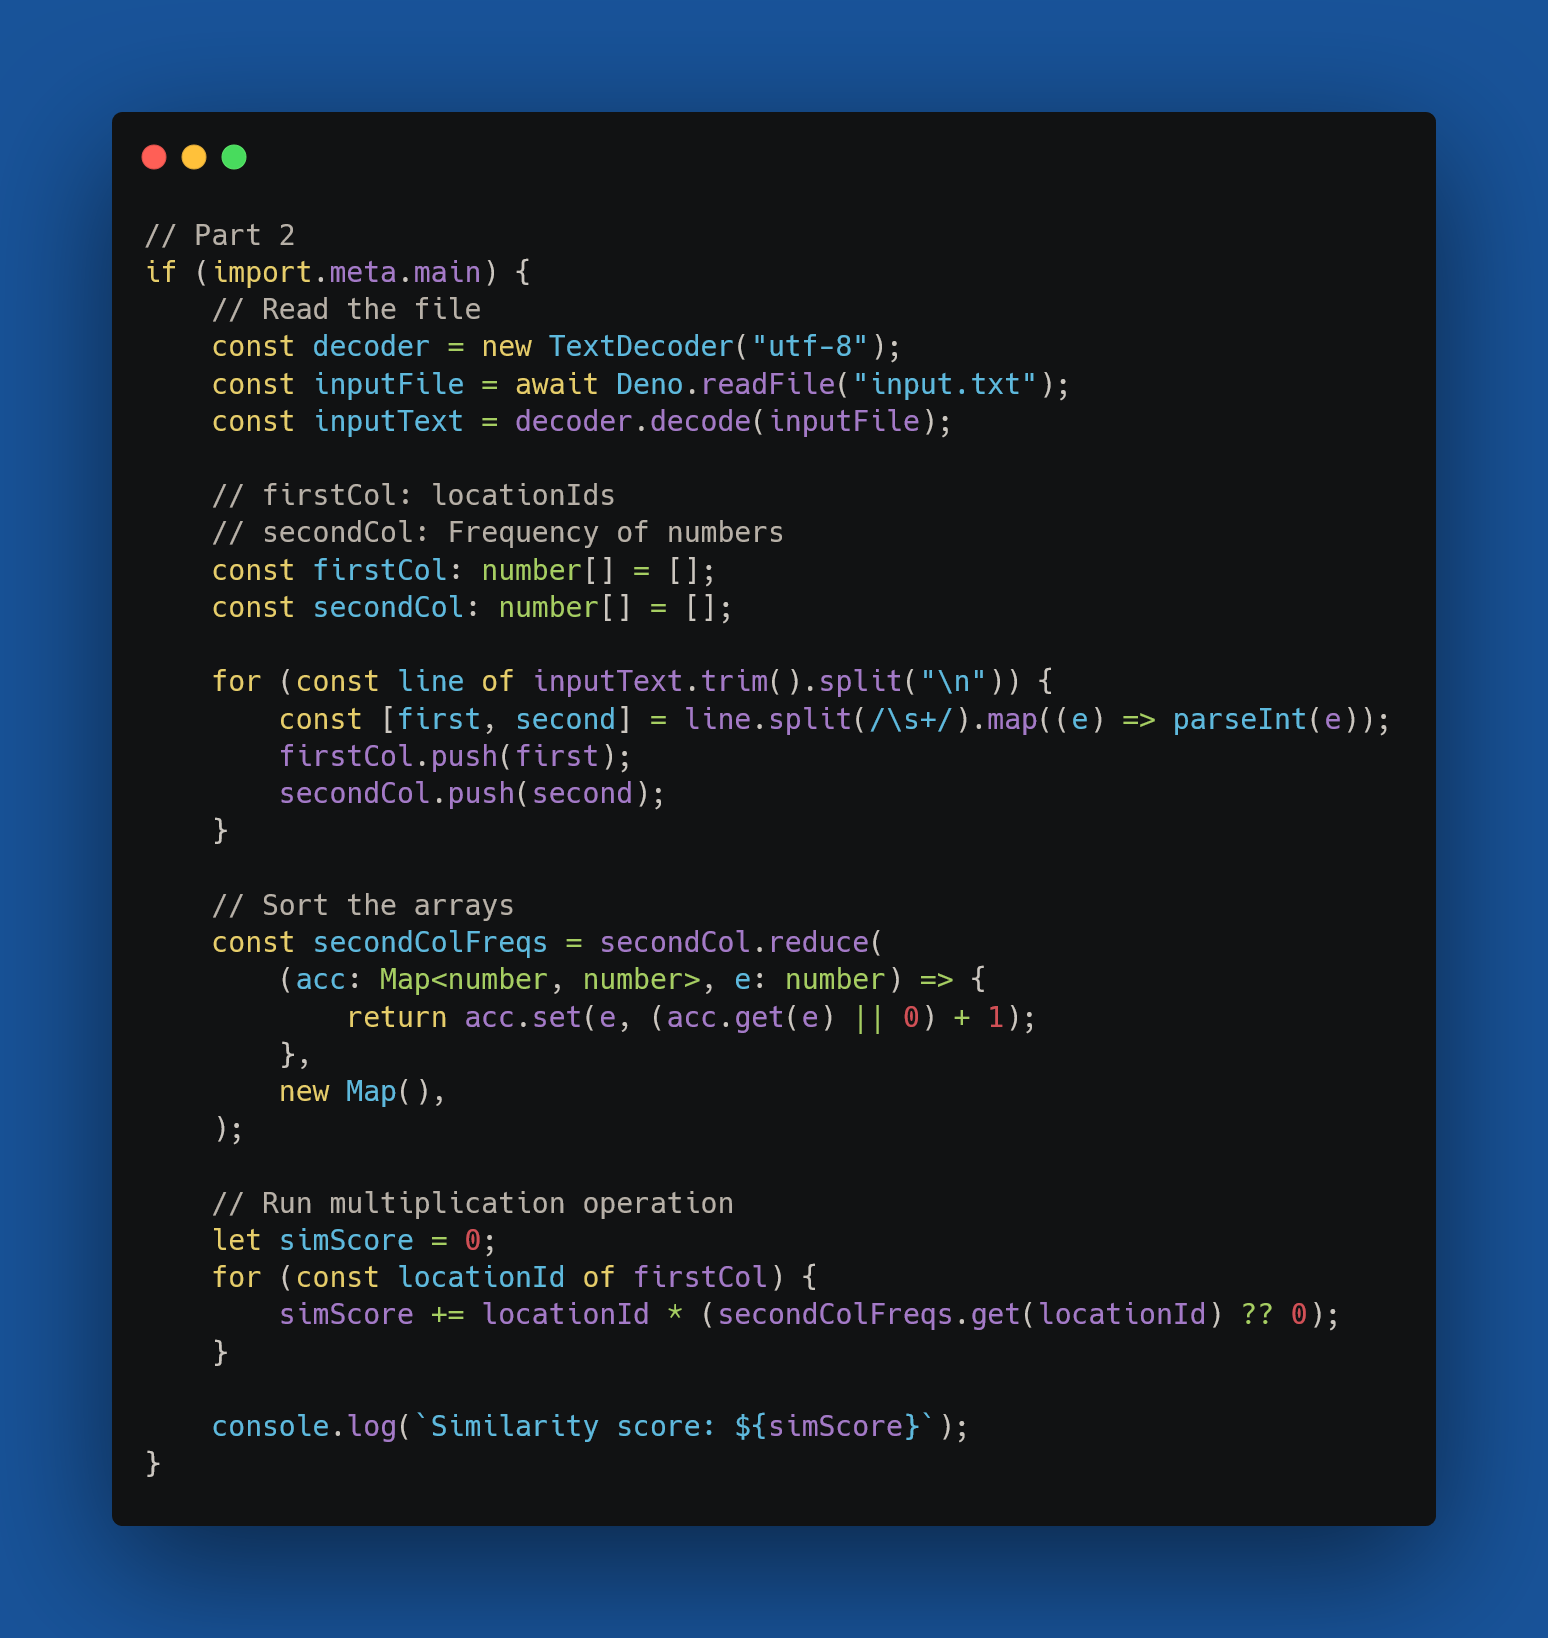 // Part 2
if (import.meta.main) {
    // Read the file
    const decoder = new TextDecoder("utf-8");
    const inputFile = await Deno.readFile("input.txt");
    const inputText = decoder.decode(inputFile);

    // firstCol: locationIds
    // secondCol: Frequency of numbers
    const firstCol: number[] = [];
    const secondCol: number[] = [];

    for (const line of inputText.trim().split("\n")) {
        const [first, second] = line.split(/\s+/).map((e) => parseInt(e));
        firstCol.push(first);
        secondCol.push(second);
    }

    // Sort the arrays
    const secondColFreqs = secondCol.reduce(
        (acc: Map<number, number>, e: number) => {
            return acc.set(e, (acc.get(e) || 0) + 1);
        },
        new Map(),
    );

    // Run multiplication operation
    let simScore = 0;
    for (const locationId of firstCol) {
        simScore += locationId * (secondColFreqs.get(locationId) ?? 0);
    }

    console.log(`Similarity score: ${simScore}`);
}